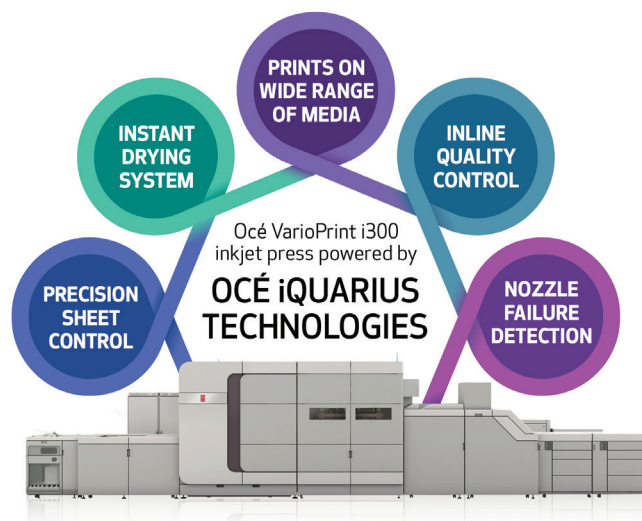 PRINTS ON
WIDE RANGE
OF MEDIA
INSTANT
DRYING
SYSTEM
INLINE
QUALITY
CONTROL
Océ VarioPrint i300
inkjet press powered by
OCÉ iQUARIUS
TECHNOLOGIES
PRECISION
SHEET
CONTROL
NOZZLE
FAILURE
DETECTION